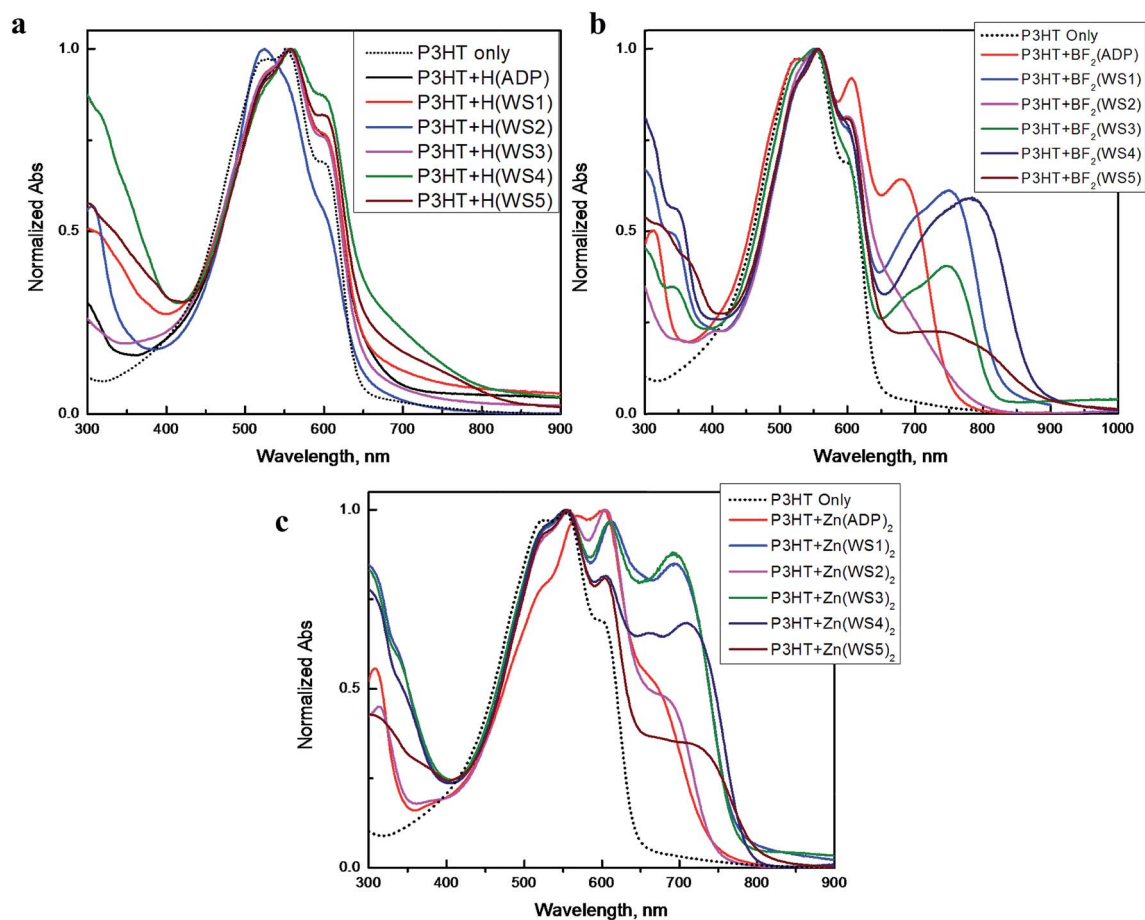 a
P3HT only
P3HT+H(ADP)
P3HT+H(WS1)
P3HT+H(WS2)
P3HT+H(WS3)
P3HT+H(WS4)
P3HT+H(WS5)
1.0
0.5
0.0
Normalized Abs
300 400 500 600 700 800 900
Wavelength, nm
b
P3HT Only
P3HT+BF₂(ADP)
P3HT+BF₂(WS1)
P3HT+BF₂(WS2)
P3HT+BF₂(WS3)
P3HT+BF₂(WS4)
P3HT+BF₂(WS5)
1.0
0.5
0.0
Normalized Abs
300 400 500 600 700 800 900 1000
Wavelength, nm
c
P3HT Only
P3HT+Zn(ADP)₂
P3HT+Zn(WS1)₂
P3HT+Zn(WS2)₂
P3HT+Zn(WS3)₂
P3HT+Zn(WS4)₂
P3HT+Zn(WS5)₂
1.0
0.5
0.0
Normalized Abs
300 400 500 600 700 800 900
Wavelength, nm